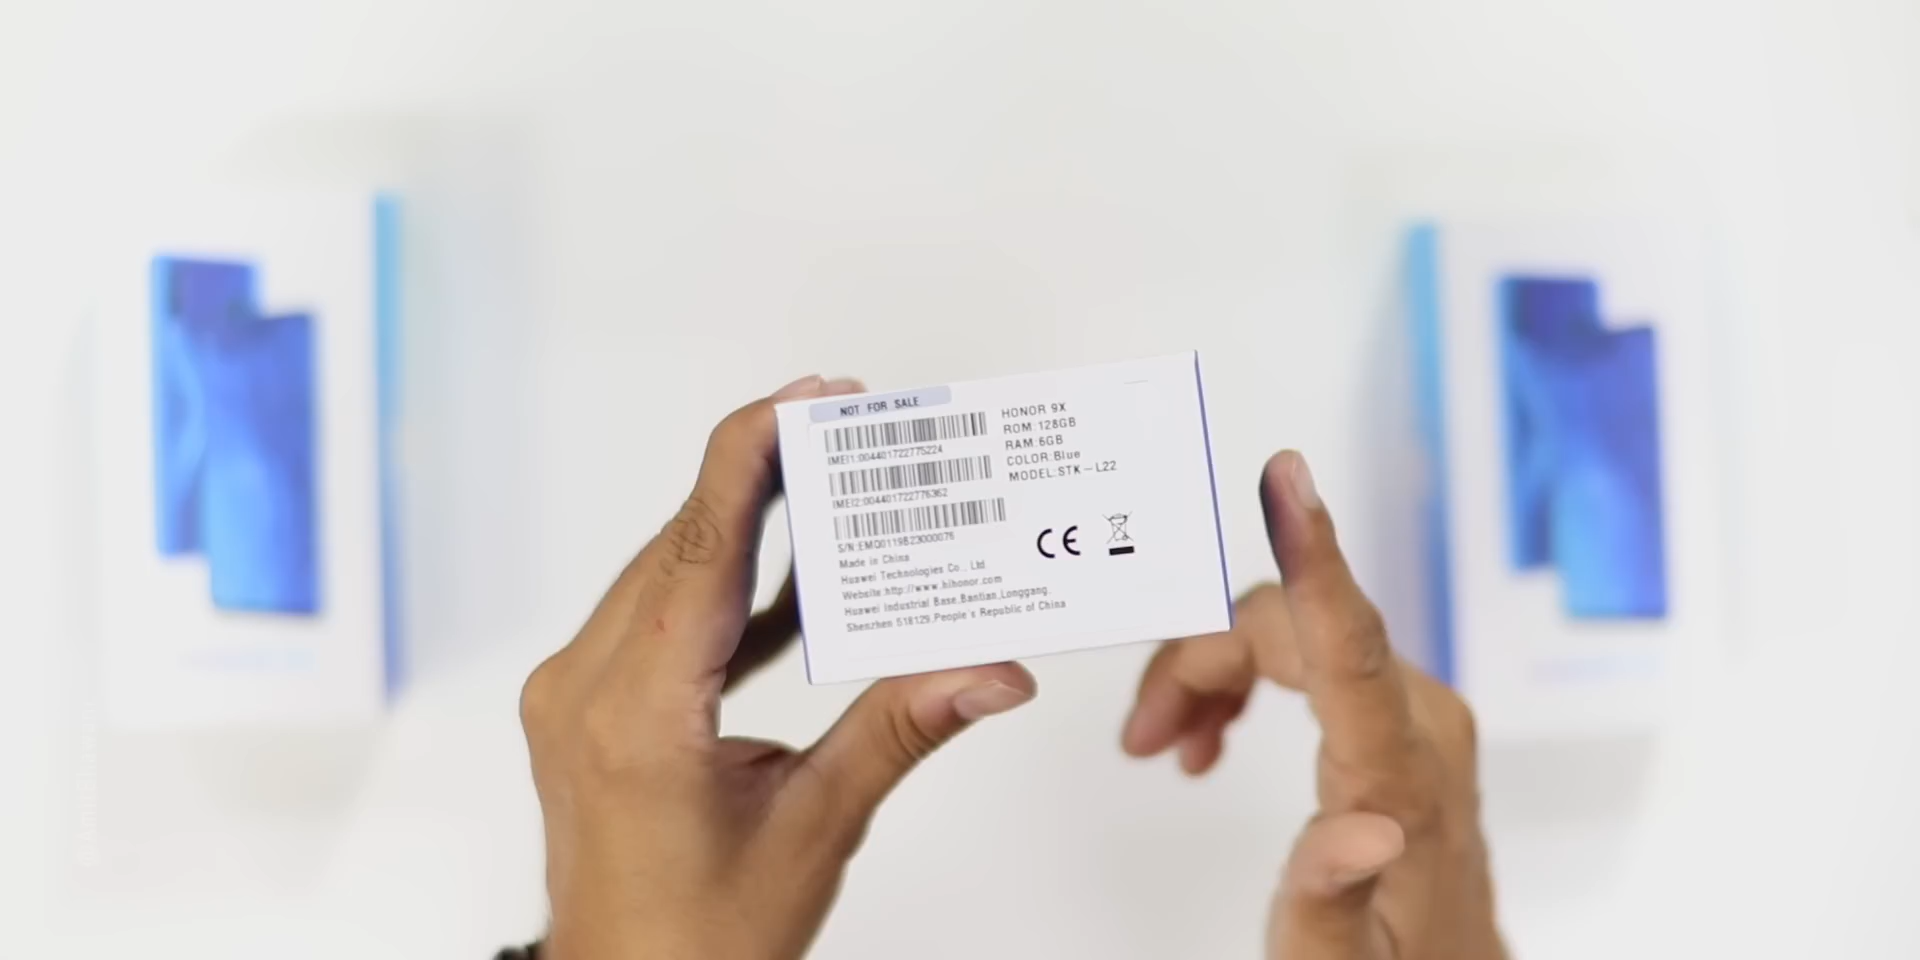 NOT FOR SALE
IMEI1:004401722775224
IMEI2:004401722776362
S/N:EMQ0119B23000076
Made in China
Huawei Technologies Co., Ltd.
Website:http://www.hihonor.com
Huawei Industrial Base,Bantian,Longgang,
Shenzhen 518129,People's Republic of China
HONOR 9X
ROM:128GB
RAM:6GB
COLOR:Blue
MODEL:STK-L22
CE